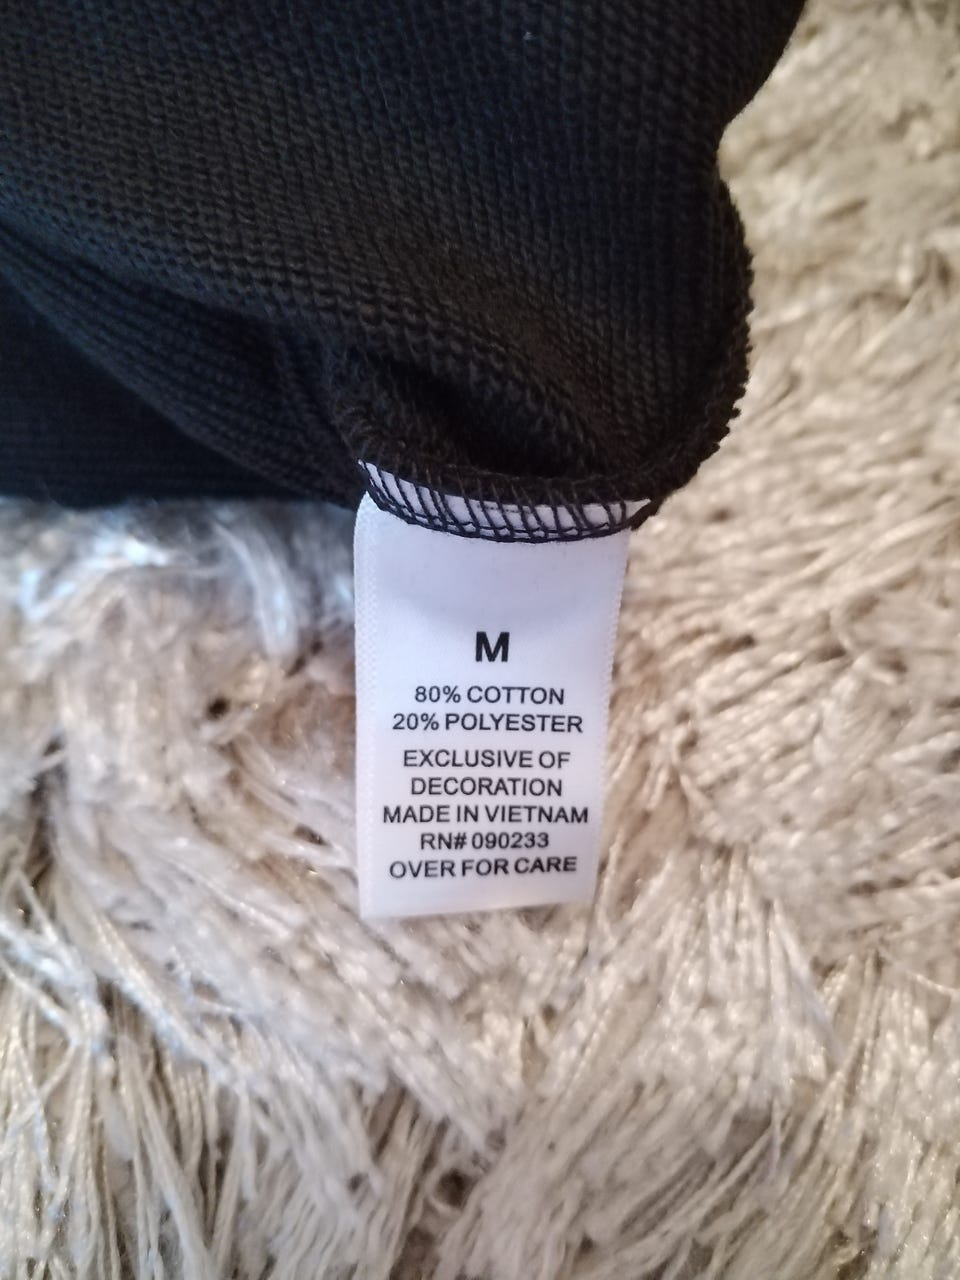 M
80% COTTON
20% POLYESTER
EXCLUSIVE OF
DECORATION
MADE IN VIETNAM
RN# 090233
OVER FOR CARE